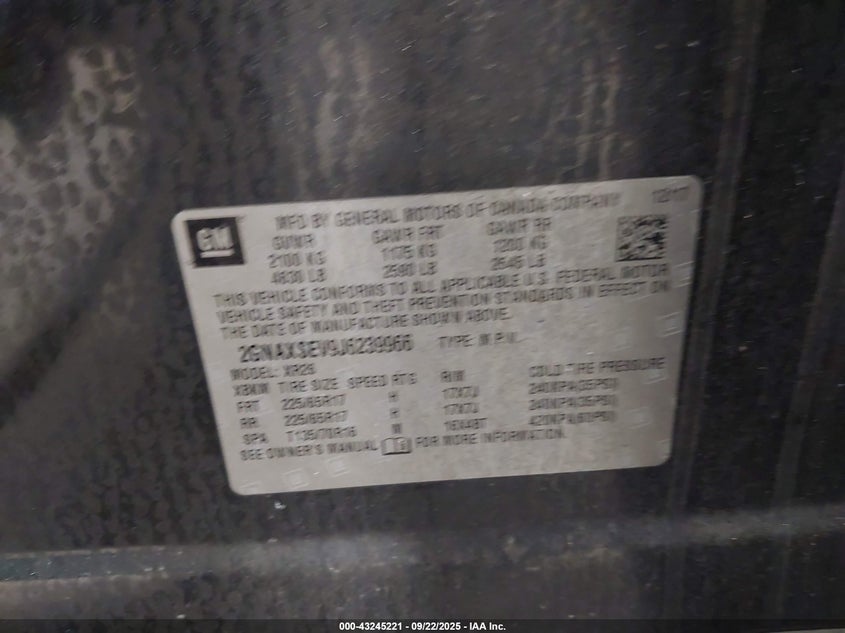 GM
MFD BY GENERAL MOTORS OF CANADA COMPANY 12/17
GVWR GAWR FRT GAWR RR
2100 KG 1175 KG 1200 KG
4630 LB 2590 LB 2645 LB
THIS VEHICLE CONFORMS TO ALL APPLICABLE U.S. FEDERAL MOTOR
VEHICLE SAFETY AND THEFT PREVENTION STANDARDS IN EFFECT ON
THE DATE OF MANUFACTURE SHOWN ABOVE.
2GNAXSEV9J6239966 TYPE: M.P.V.
MODEL: XR26
XBKW TIRE SIZE SPEED RTG RIM COLD TIRE PRESSURE
FRT 225/65R17 H 17X7J 240KPA(35PSI)
RR 225/65R17 H 17X7J 240KPA(35PSI)
SPA T135/70R16 M 16X4BT 420KPA(60PSI)
SEE OWNER'S MANUAL FOR MORE INFORMATION.
000-43245221 - 09/22/2025 - IAA Inc.